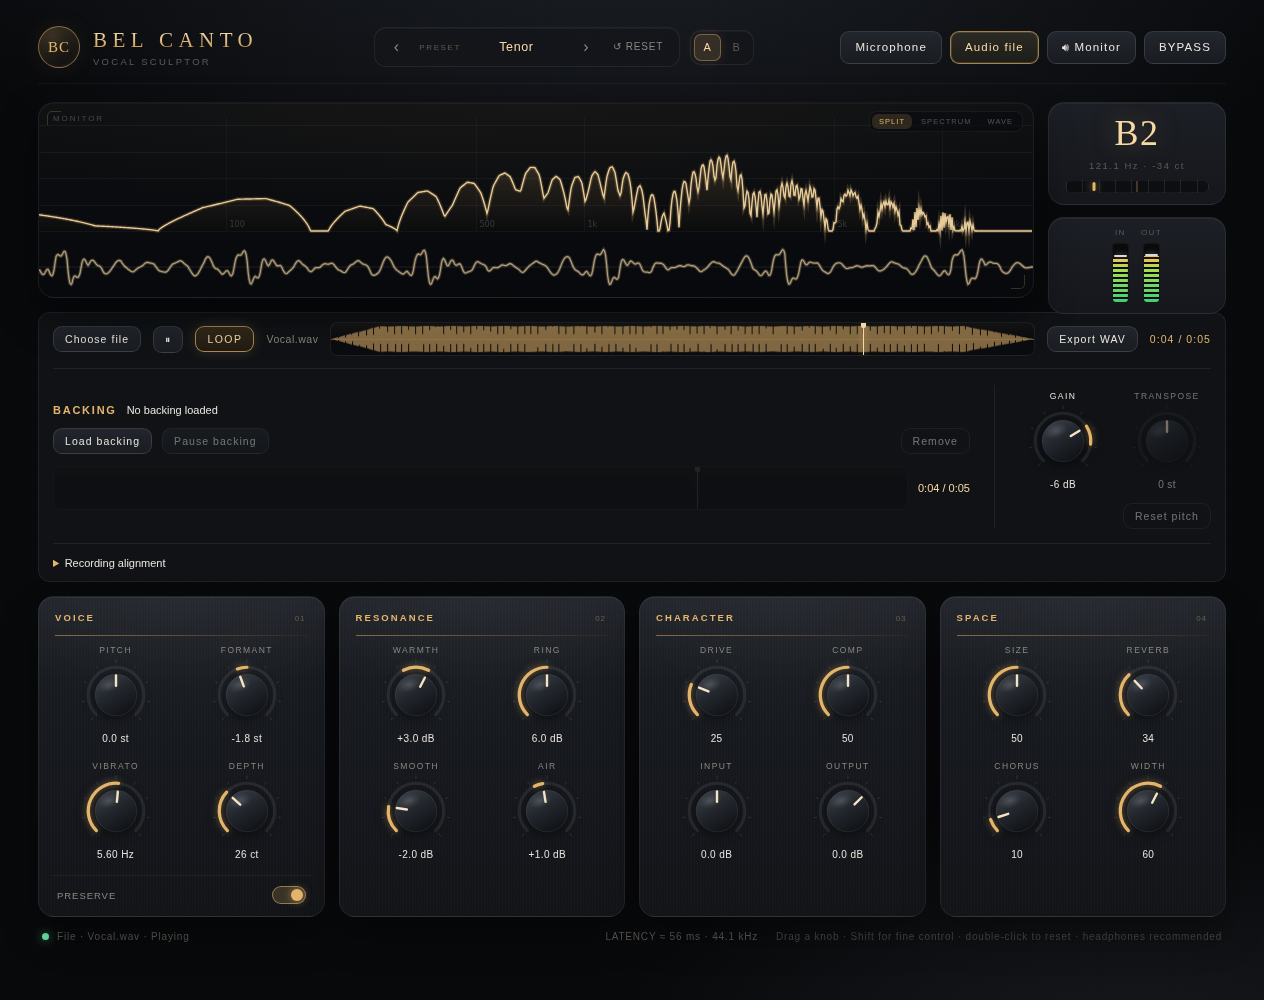 BC
BEL CANTO
VOCAL SCULPTOR
‹ PRESET Tenor › ↺ RESET
A B
Microphone
Audio file
Monitor
BYPASS
MONITOR
SPLIT SPECTRUM WAVE
100 500 1k 5k
B2
121.1 Hz · -34 ct
IN OUT
Choose file
LOOP
Vocal.wav
Export WAV
0:04 / 0:05
BACKING No backing loaded
Load backing
Pause backing
Remove
0:04 / 0:05
GAIN TRANSPOSE
-6 dB 0 st
Reset pitch
Recording alignment
VOICE 01
PITCH FORMANT
0.0 st -1.8 st
VIBRATO DEPTH
5.60 Hz 26 ct
PRESERVE
RESONANCE 02
WARMTH RING
+3.0 dB 6.0 dB
SMOOTH AIR
-2.0 dB +1.0 dB
CHARACTER 03
DRIVE COMP
25 50
INPUT OUTPUT
0.0 dB 0.0 dB
SPACE 04
SIZE REVERB
50 34
CHORUS WIDTH
10 60
File · Vocal.wav · Playing
LATENCY ≈ 56 ms · 44.1 kHz
Drag a knob · Shift for fine control · double-click to reset · headphones recommended